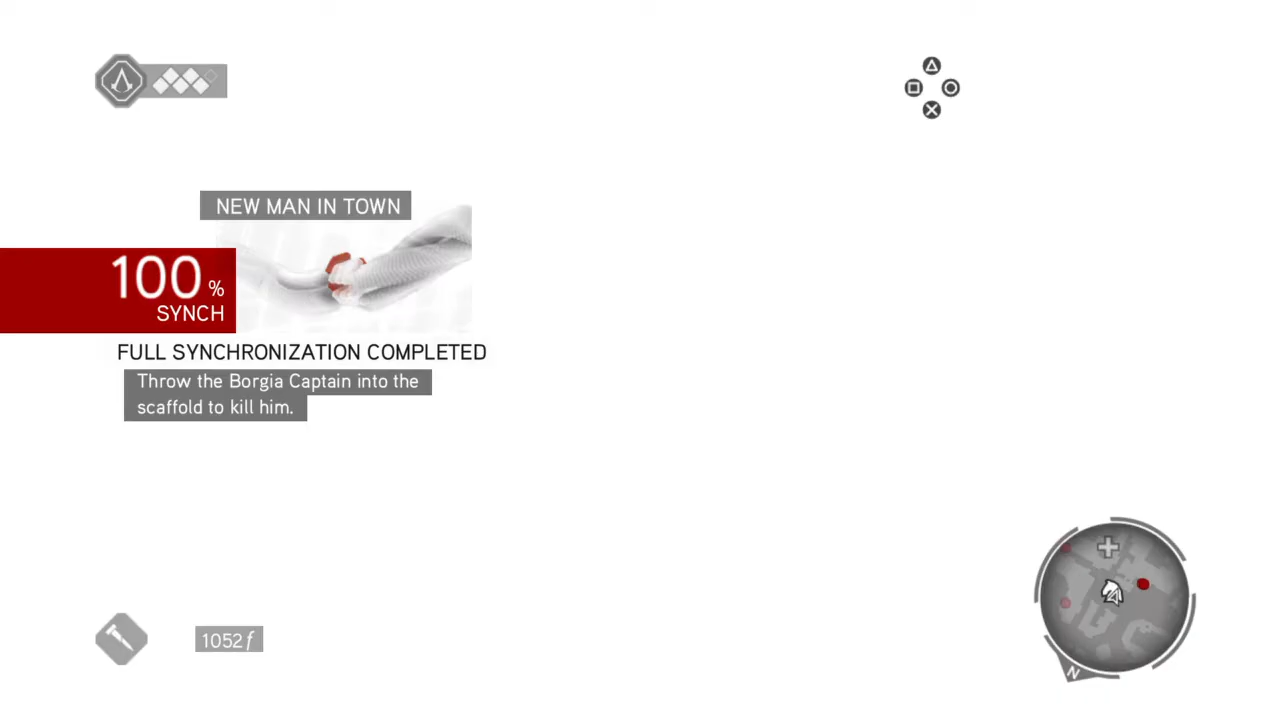 NEW MAN IN TOWN
100 %
SYNCH
FULL SYNCHRONIZATION COMPLETED
Throw the Borgia Captain into the
scaffold to kill him.
1052 ƒ
N